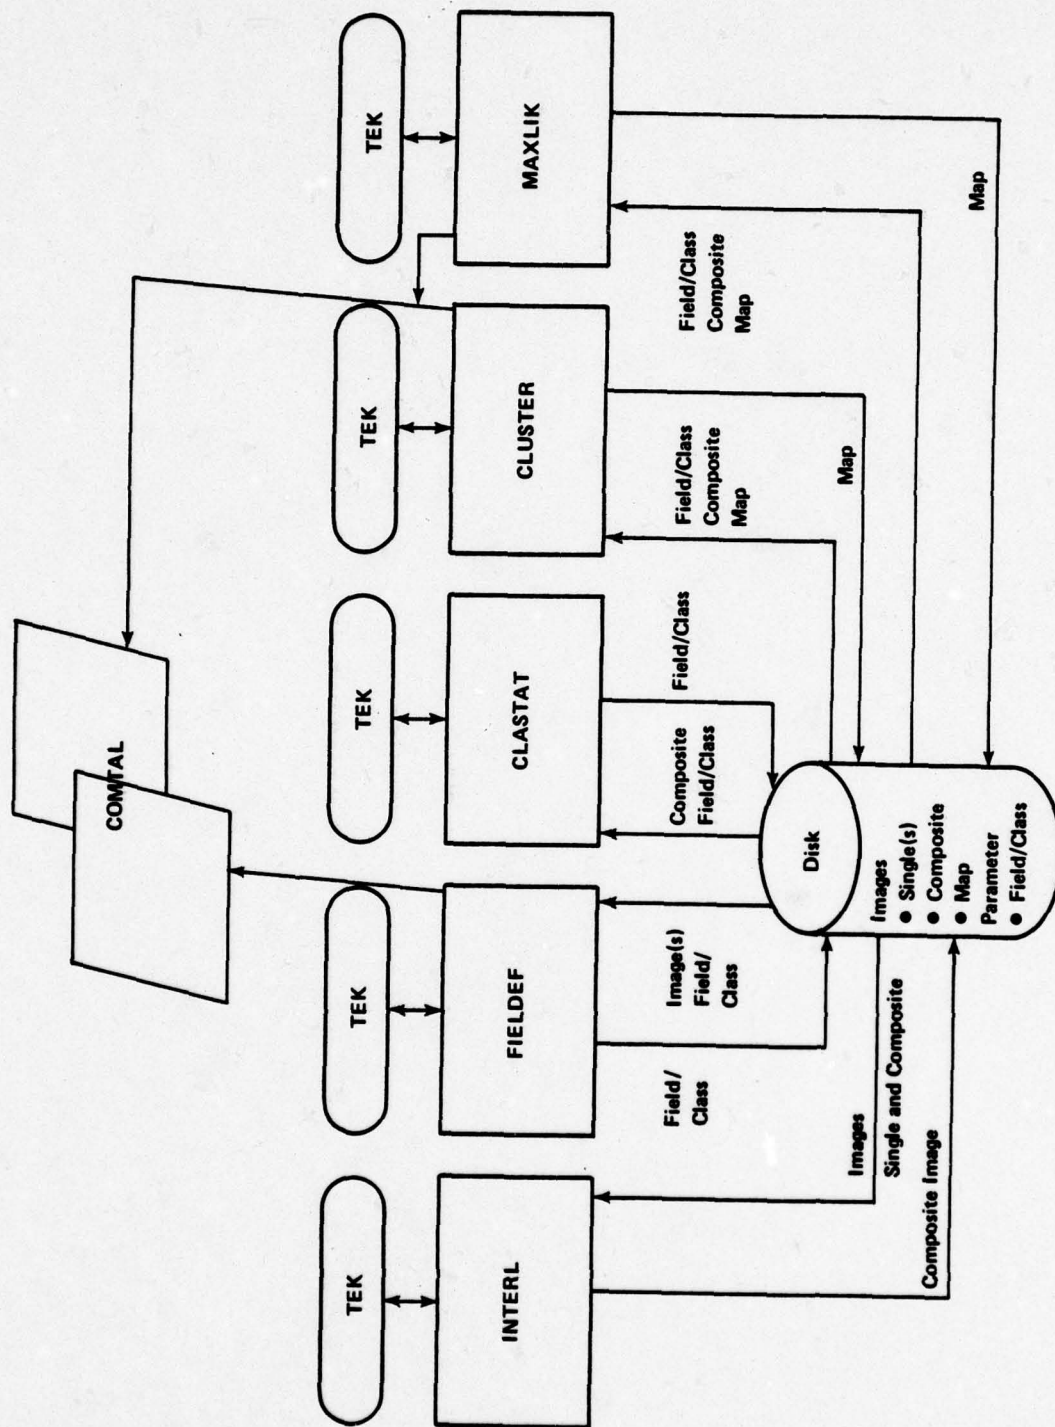 COMTAL
TEK
TEK
TEK
TEK
TEK
INTERL
FIELDEF
CLASTAT
CLUSTER
MAXLIK
Field/
Class
Image(s)
Field/
Class
Composite
Field/Class
Field/Class
Field/Class
Composite
Map
Map
Field/Class
Composite
Map
Map
Images
Single and Composite
Composite Image
Disk
Images
● Single(s)
● Composite
● Map
Parameter
● Field/Class